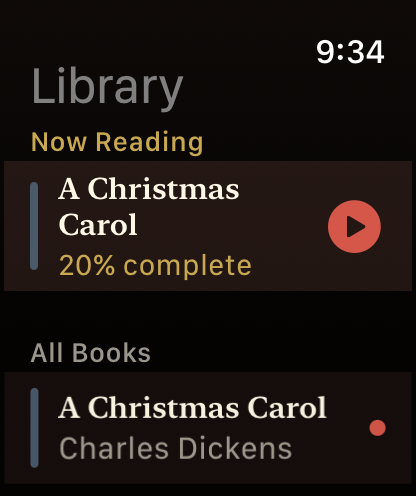 9:34
Library
Now Reading
A Christmas
Carol
20% complete
All Books
A Christmas Carol
Charles Dickens